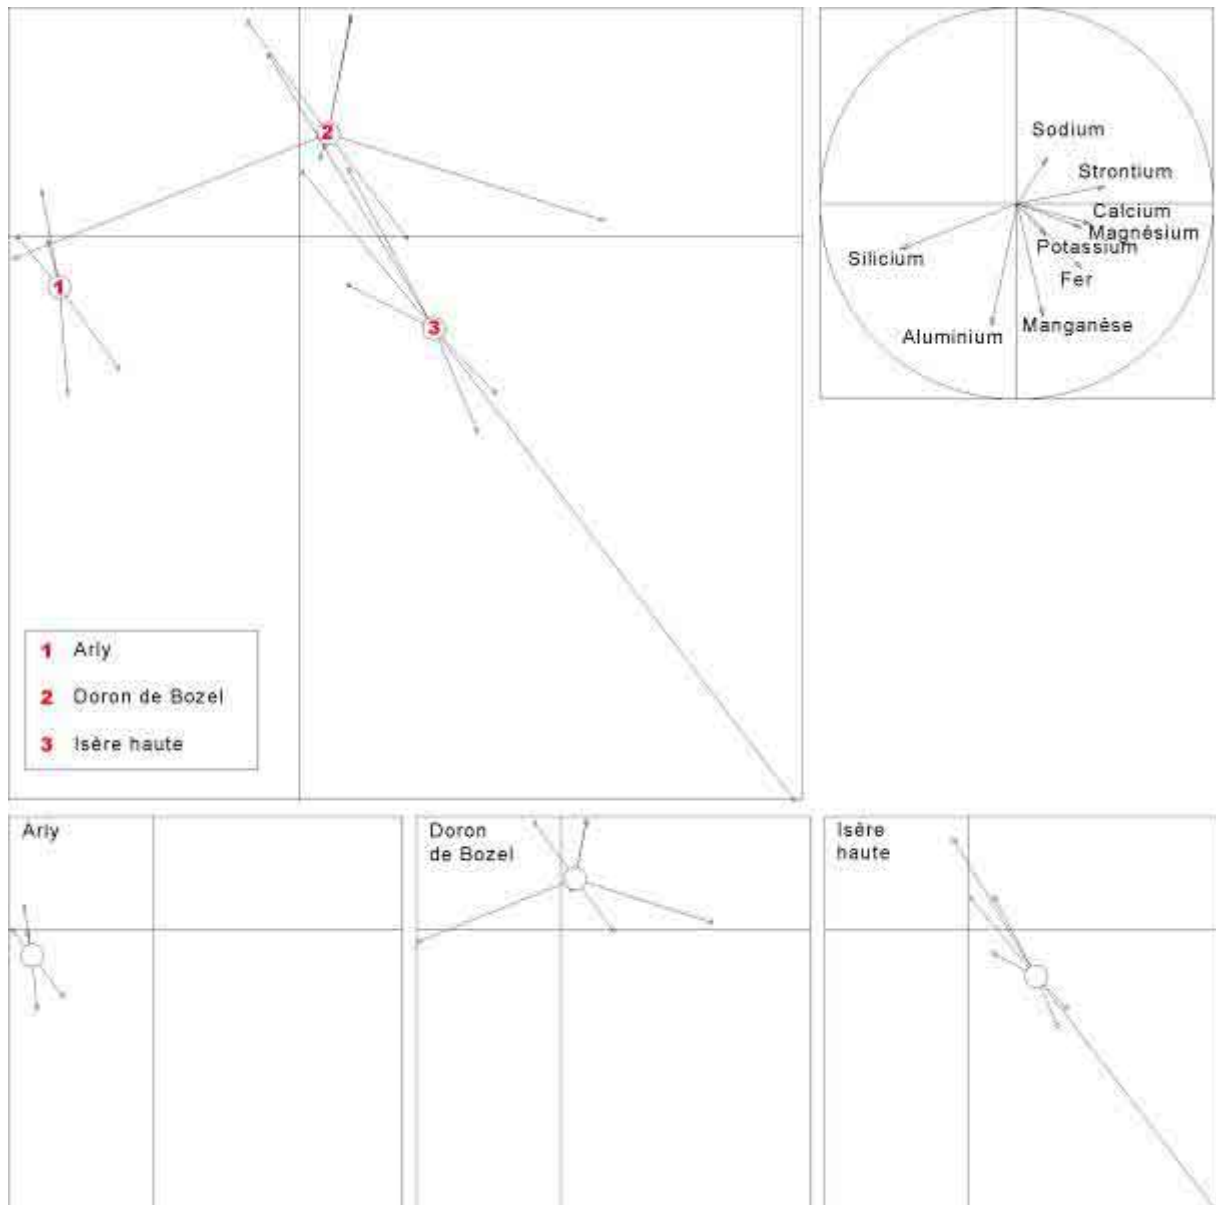 2
1
3
1 Arly
2 Doron de Bozel
3 Isère haute
Sodium
Strontium
Calcium
Magnésium
Potassium
Silicium
Fer
Aluminium
Manganèse
Arly
Doron
de Bozel
Isère
haute